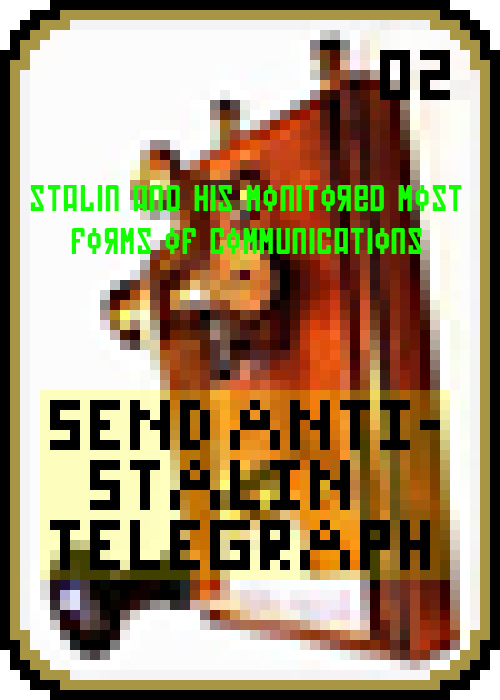 02
STALIN AND HIS MONITORED MOST
FORMS OF COMMUNICATIONS
SEND ANTI-
STALIN
TELEGRAPH